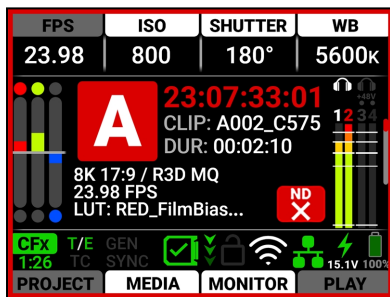 FPS ISO SHUTTER WB
23.98 800 180° 5600K
A
23:07:33:01
CLIP: A002_C575
DUR: 00:02:10
8K 17:9 / R3D MQ
23.98 FPS
LUT: RED_FilmBias...
ND
+48V
1 2 3 4
CFx T/E GEN
1:26 TC SYNC
15.1V 100%
PROJECT MEDIA MONITOR PLAY